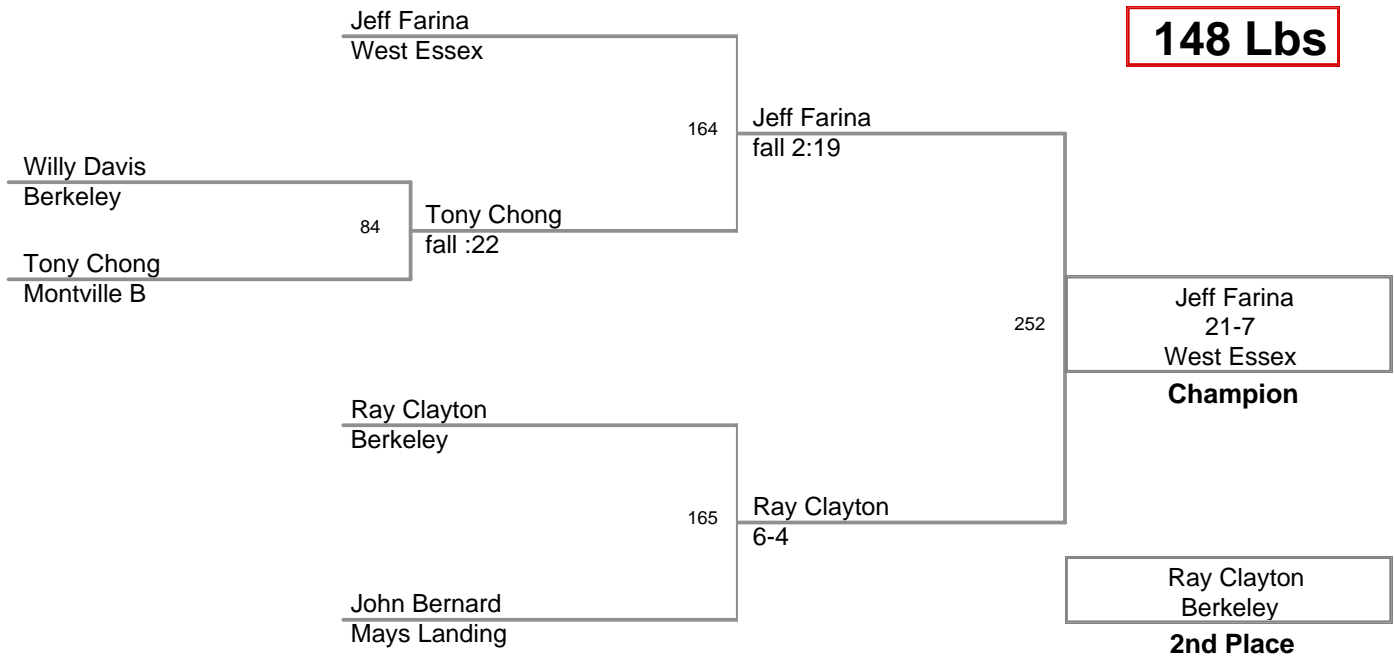 Jeff Farina
West Essex
148 Lbs
164
Jeff Farina
fall 2:19
Willy Davis
Berkeley
84
Tony Chong
fall :22
Tony Chong
Montville B
252
Jeff Farina
21-7
West Essex
Champion
Ray Clayton
Berkeley
165
Ray Clayton
6-4
John Bernard
Mays Landing
Ray Clayton
Berkeley
2nd Place